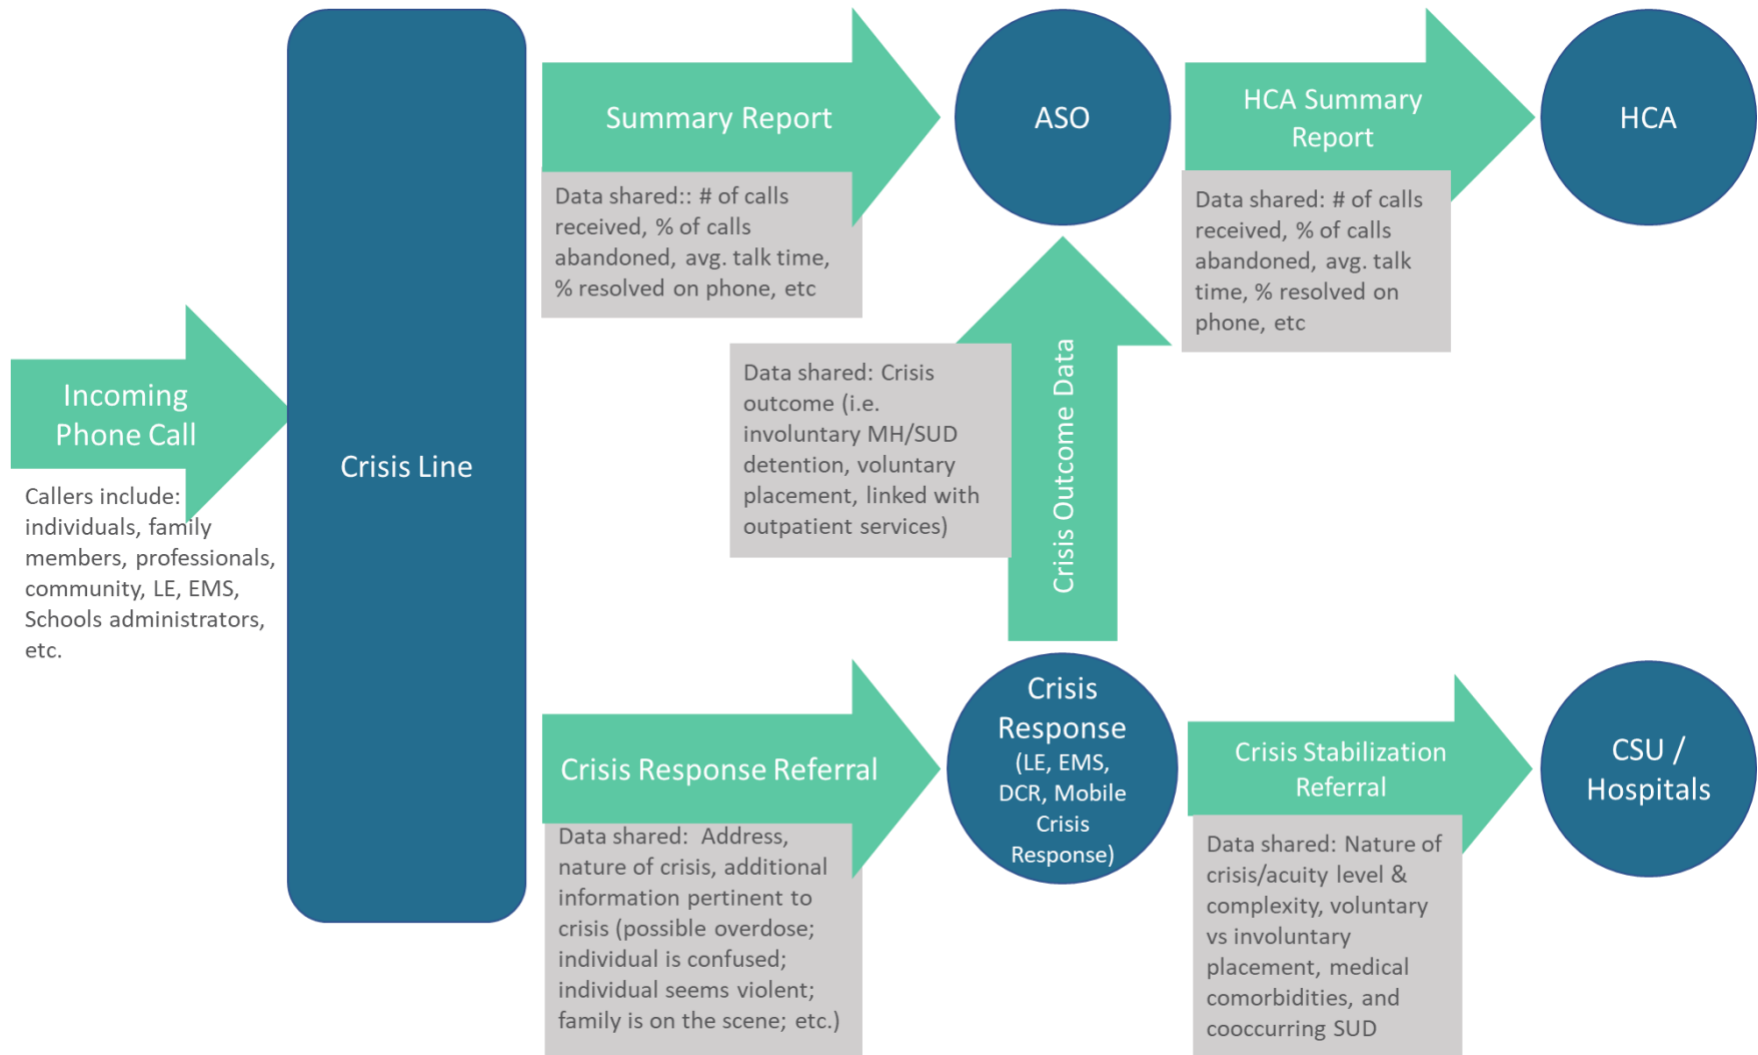 Incoming
Phone Call
Callers include:
individuals, family
members, professionals,
community, LE, EMS,
Schools administrators,
etc.
Crisis Line
Summary Report
Data shared:: # of calls
received, % of calls
abandoned, avg. talk time,
% resolved on phone, etc
ASO
HCA Summary
Report
Data shared: # of calls
received, % of calls
abandoned, avg. talk
time, % resolved on
phone, etc
HCA
Data shared: Crisis
outcome (i.e.
involuntary MH/SUD
detention, voluntary
placement, linked with
outpatient services)
Crisis Outcome Data
Crisis Response Referral
Data shared:  Address,
nature of crisis, additional
information pertinent to
crisis (possible overdose;
individual is confused;
individual seems violent;
family is on the scene; etc.)
Crisis
Response
(LE, EMS,
DCR, Mobile
Crisis
Response)
Crisis Stabilization
Referral
Data shared: Nature of
crisis/acuity level &
complexity, voluntary
vs involuntary
placement, medical
comorbidities, and
cooccurring SUD
CSU /
Hospitals